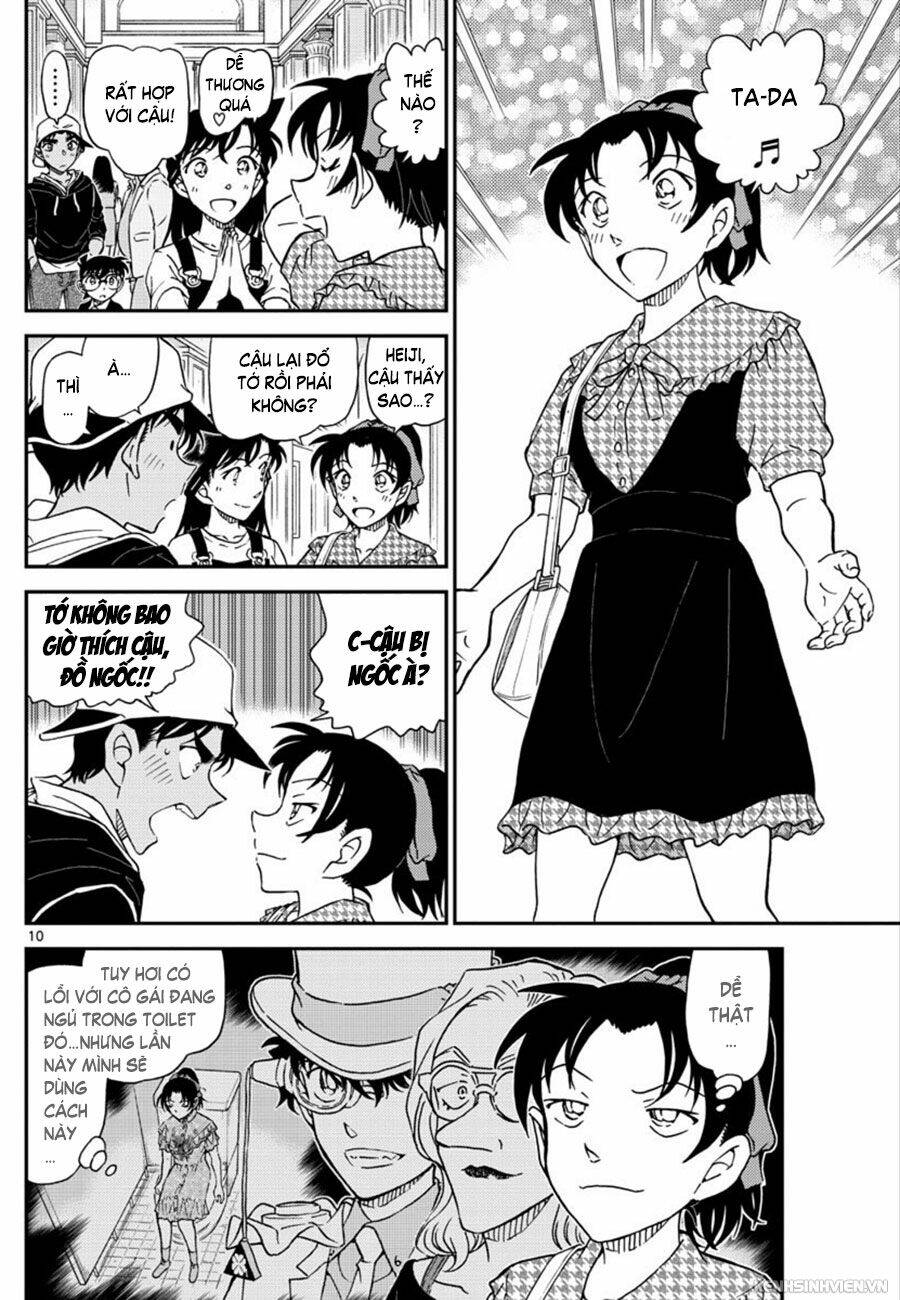 TA-DA
THẾ
NÀO
?
DỄ
THƯƠNG
QUÁ
♡
RẤT HỢP
VỚI CẬU!
......
HEIJI,
CẬU THẤY
SAO...?
CẬU LẠI ĐỔ
TỚ RỒI PHẢI
KHÔNG?
À...
THÌ
...
C-CẬU BỊ
NGỐC À?
TỚ KHÔNG BAO
GIỜ THÍCH CẬU,
ĐỒ NGỐC!!
10
DỄ
THẬT
...
TUY HƠI CÓ
LỖI VỚI CÔ GÁI ĐANG
NGỦ TRONG TOILET
ĐÓ...NHƯNG LẦN
NÀY MÌNH SẼ
DÙNG
CÁCH
NÀY
...
KENHSINHVIEN.VN